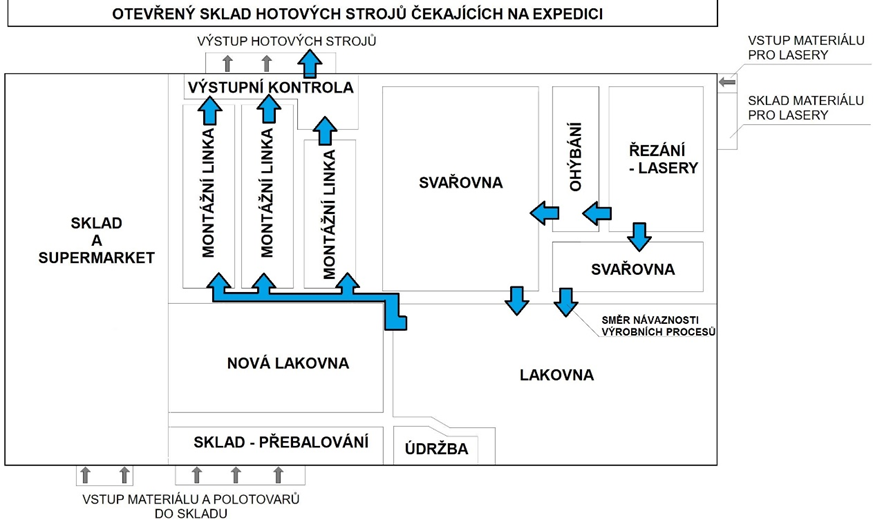 OTEVŘENÝ SKLAD HOTOVÝCH STROJŮ ČEKAJÍCÍCH NA EXPEDICI
VÝSTUP HOTOVÝCH STROJŮ
VSTUP MATERIÁLU
PRO LASERY
SKLAD MATERIÁLU
PRO LASERY
VÝSTUPNÍ KONTROLA
MONTÁŽNÍ LINKA
MONTÁŽNÍ LINKA
MONTÁŽNÍ LINKA
SVAŘOVNA
OHÝBÁNÍ
ŘEZÁNÍ
- LASERY
SKLAD
A
SUPERMARKET
SVAŘOVNA
SMĚR NÁVAZNOSTI
VÝROBNÍCH PROCESŮ
NOVÁ LAKOVNA
LAKOVNA
SKLAD - PŘEBALOVÁNÍ
ÚDRŽBA
VSTUP MATERIÁLU A POLOTOVARŮ
DO SKLADU